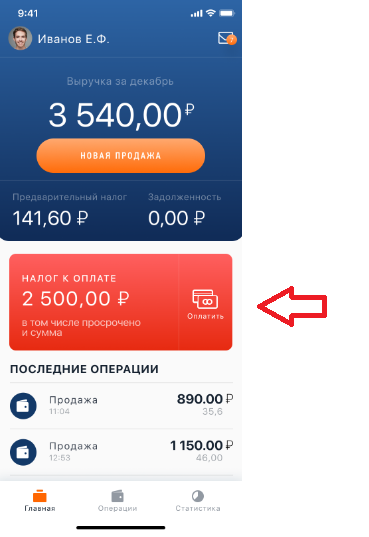 9:41
Иванов Е.Ф.
?
Выручка за декабрь
3 540,00 ₽
НОВАЯ ПРОДАЖА
Предварительный налог
Задолженность
141,60 ₽
0,00 ₽
НАЛОГ К ОПЛАТЕ
2 500,00 ₽
в том числе просрочено
и сумма
Оплатить
ПОСЛЕДНИЕ ОПЕРАЦИИ
Продажа
890.00 ₽
11:04
35,6
Продажа
1 150.00 ₽
12:53
46,00
Главная
Операции
Статистика